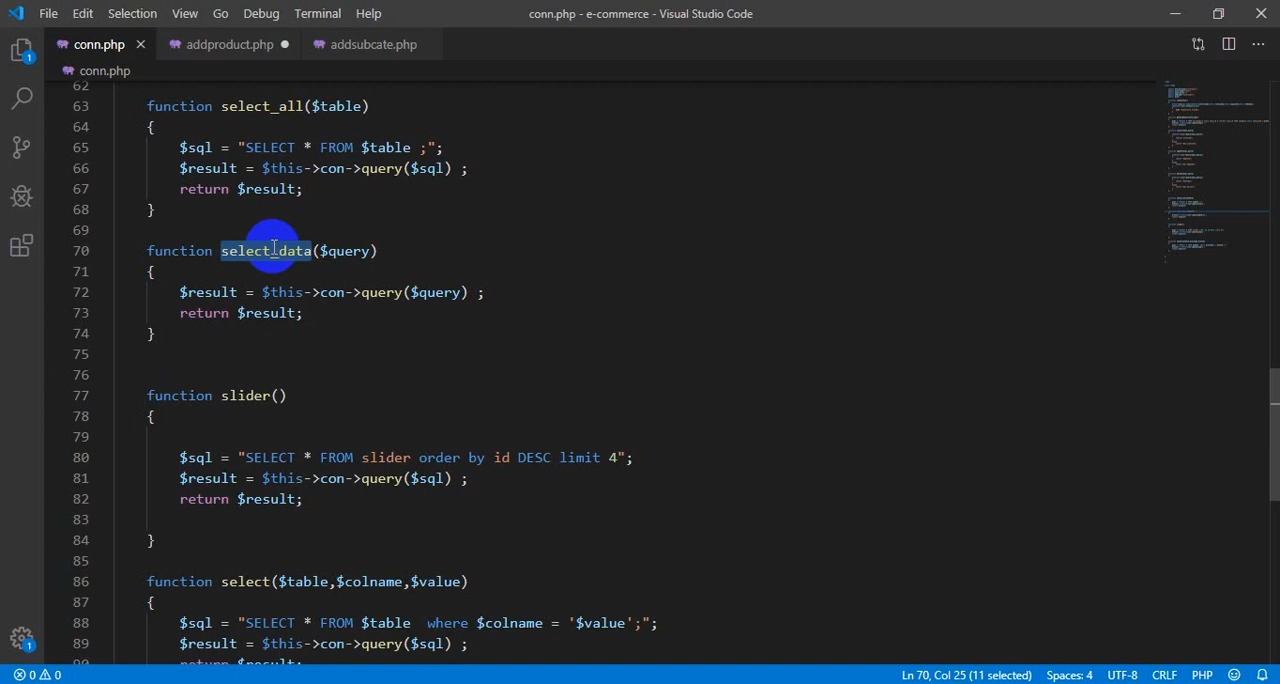 File Edit Selection View Go Debug Terminal Help conn.php - e-commerce - Visual Studio Code
conn.php addproduct.php addsubcate.php
conn.php
62
63 function select_all($table)
64 {
65 $sql = "SELECT * FROM $table ;";
66 $result = $this->con->query($sql) ;
67 return $result;
68 }
69
70 function select_data($query)
71 {
72 $result = $this->con->query($query) ;
73 return $result;
74 }
75
76
77 function slider()
78 {
79
80 $sql = "SELECT * FROM slider order by id DESC limit 4";
81 $result = $this->con->query($sql) ;
82 return $result;
83
84 }
85
86 function select($table,$colname,$value)
87 {
88 $sql = "SELECT * FROM $table  where $colname = '$value';";
89 $result = $this->con->query($sql) ;
90 return $result;
0 0 Ln 70, Col 25 (11 selected) Spaces: 4 UTF-8 CRLF PHP